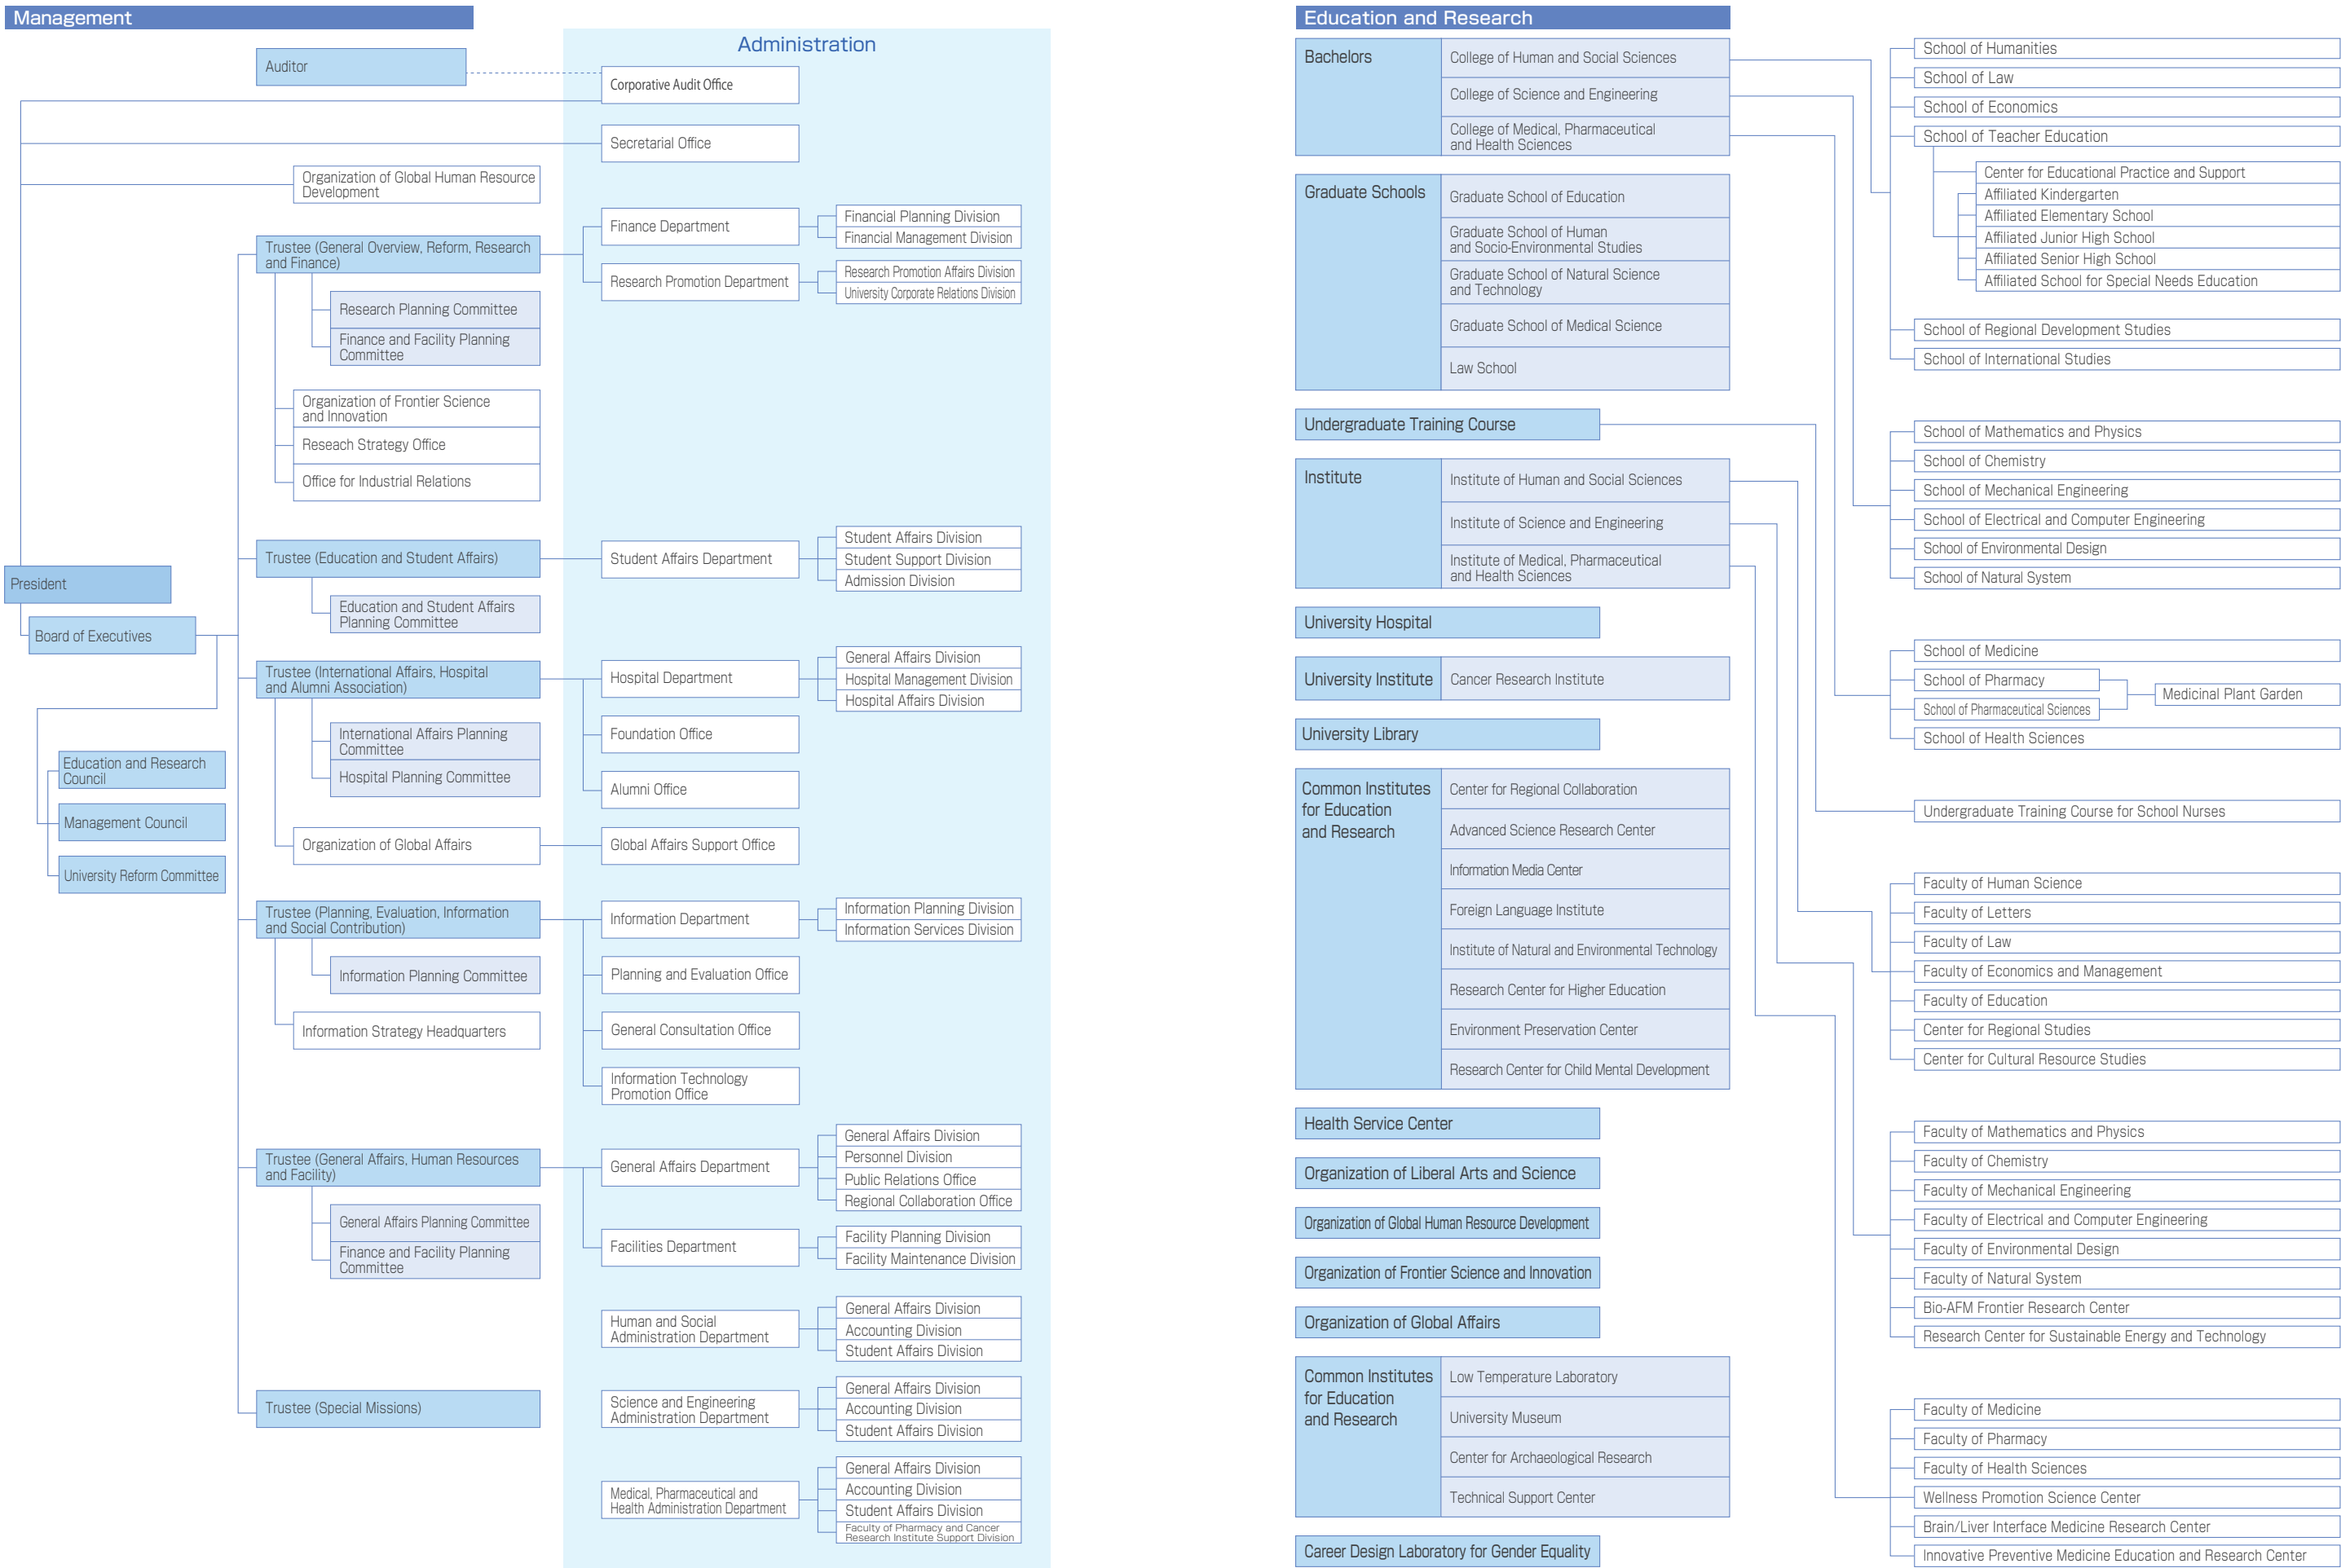 Management
Administration
Auditor
Corporative Audit Office
Secretarial Office
Organization of Global Human Resource
Development
Trustee (General Overview, Reform, Research
and Finance)
Finance Department
Financial Planning Division
Financial Management Division
Research Promotion Department
Research Promotion Affairs Division
University Corporate Relations Division
Research Planning Committee
Finance and Facility Planning
Committee
Organization of Frontier Science
and Innovation
Reseach Strategy Office
Office for Industrial Relations
Trustee (Education and Student Affairs)
Student Affairs Department
Student Affairs Division
Student Support Division
Admission Division
Education and Student Affairs
Planning Committee
President
Board of Executives
Education and Research
Council
Management Council
University Reform Committee
Trustee (International Affairs, Hospital
and Alumni Association)
Hospital Department
General Affairs Division
Hospital Management Division
Hospital Affairs Division
International Affairs Planning
Committee
Hospital Planning Committee
Foundation Office
Alumni Office
Organization of Global Affairs
Global Affairs Support Office
Trustee (Planning, Evaluation, Information
and Social Contribution)
Information Department
Information Planning Division
Information Services Division
Information Planning Committee
Planning and Evaluation Office
Information Strategy Headquarters
General Consultation Office
Information Technology
Promotion Office
Trustee (General Affairs, Human Resources
and Facility)
General Affairs Department
General Affairs Division
Personnel Division
Public Relations Office
Regional Collaboration Office
General Affairs Planning Committee
Finance and Facility Planning
Committee
Facilities Department
Facility Planning Division
Facility Maintenance Division
Human and Social
Administration Department
General Affairs Division
Accounting Division
Student Affairs Division
Trustee (Special Missions)
Science and Engineering
Administration Department
General Affairs Division
Accounting Division
Student Affairs Division
Medical, Pharmaceutical and
Health Administration Department
General Affairs Division
Accounting Division
Student Affairs Division
Faculty of Pharmacy and Cancer
Research Institute Support Division
Education and Research
Bachelors
College of Human and Social Sciences
College of Science and Engineering
College of Medical, Pharmaceutical
and Health Sciences
Graduate Schools
Graduate School of Education
Graduate School of Human
and Socio-Environmental Studies
Graduate School of Natural Science
and Technology
Graduate School of Medical Science
Law School
Undergraduate Training Course
Institute
Institute of Human and Social Sciences
Institute of Science and Engineering
Institute of Medical, Pharmaceutical
and Health Sciences
University Hospital
University Institute
Cancer Research Institute
University Library
Common Institutes
for Education
and Research
Center for Regional Collaboration
Advanced Science Research Center
Information Media Center
Foreign Language Institute
Institute of Natural and Environmental Technology
Research Center for Higher Education
Environment Preservation Center
Research Center for Child Mental Development
Health Service Center
Organization of Liberal Arts and Science
Organization of Global Human Resource Development
Organization of Frontier Science and Innovation
Organization of Global Affairs
Common Institutes
for Education
and Research
Low Temperature Laboratory
University Museum
Center for Archaeological Research
Technical Support Center
Career Design Laboratory for Gender Equality
School of Humanities
School of Law
School of Economics
School of Teacher Education
Center for Educational Practice and Support
Affiliated Kindergarten
Affiliated Elementary School
Affiliated Junior High School
Affiliated Senior High School
Affiliated School for Special Needs Education
School of Regional Development Studies
School of International Studies
School of Mathematics and Physics
School of Chemistry
School of Mechanical Engineering
School of Electrical and Computer Engineering
School of Environmental Design
School of Natural System
School of Medicine
School of Pharmacy
School of Pharmaceutical Sciences
Medicinal Plant Garden
School of Health Sciences
Undergraduate Training Course for School Nurses
Faculty of Human Science
Faculty of Letters
Faculty of Law
Faculty of Economics and Management
Faculty of Education
Center for Regional Studies
Center for Cultural Resource Studies
Faculty of Mathematics and Physics
Faculty of Chemistry
Faculty of Mechanical Engineering
Faculty of Electrical and Computer Engineering
Faculty of Environmental Design
Faculty of Natural System
Bio-AFM Frontier Research Center
Research Center for Sustainable Energy and Technology
Faculty of Medicine
Faculty of Pharmacy
Faculty of Health Sciences
Wellness Promotion Science Center
Brain/Liver Interface Medicine Research Center
Innovative Preventive Medicine Education and Research Center